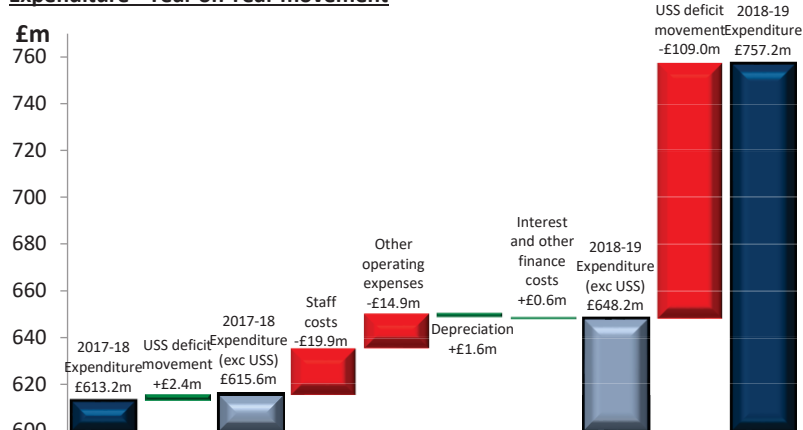 Expenditure - Year on Year movement
£m
760
740
720
700
680
660
640
620
600
2017-18
Expenditure
£613.2m
USS deficit
movement
+£2.4m
2017-18
Expenditure
(exc USS)
£615.6m
Staff
costs
-£19.9m
Other
operating
expenses
-£14.9m
Depreciation
+£1.6m
Interest
and other
finance
costs
+£0.6m
2018-19
Expenditure
(exc USS)
£648.2m
USS deficit
movement
-£109.0m
2018-19
Expenditure
£757.2m